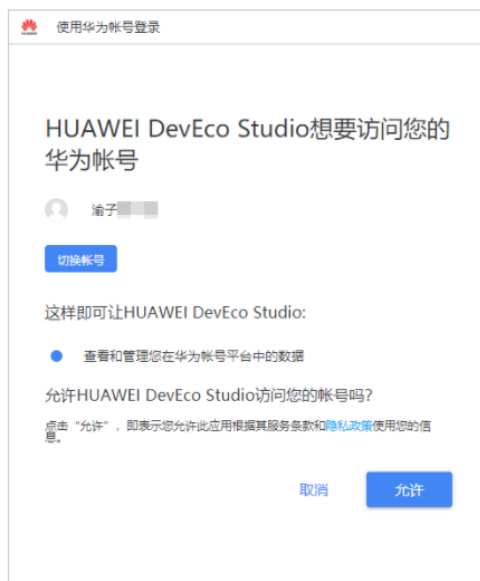 HUAWEI
使用华为帐号登录
HUAWEI DevEco Studio想要访问您的
华为帐号
渝子
切换帐号
这样即可让HUAWEI DevEco Studio:
查看和管理您在华为帐号平台中的数据
允许HUAWEI DevEco Studio访问您的帐号吗?
点击“允许”，即表示您允许此应用根据其服务条款和隐私政策使用您的信
息。
取消
允许